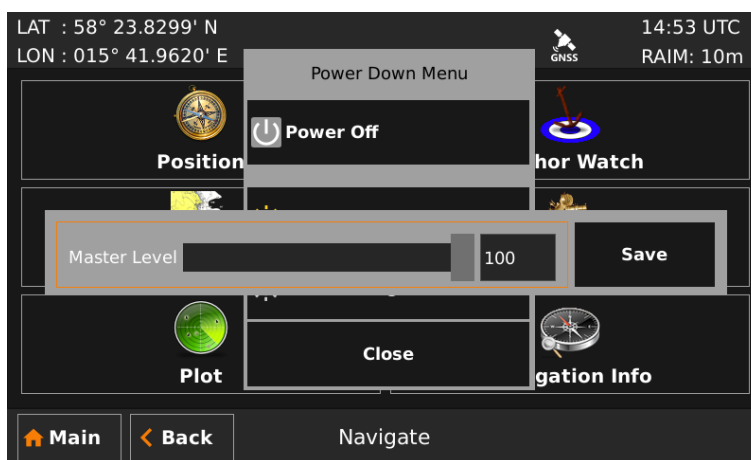 LAT : 58° 23.8299' N
LON : 015° 41.9620' E
GNSS
14:53 UTC
RAIM: 10m
Power Down Menu
Power Off
Position
hor Watch
Master Level
100
Save
Close
Plot
gation Info
Main
Back
Navigate